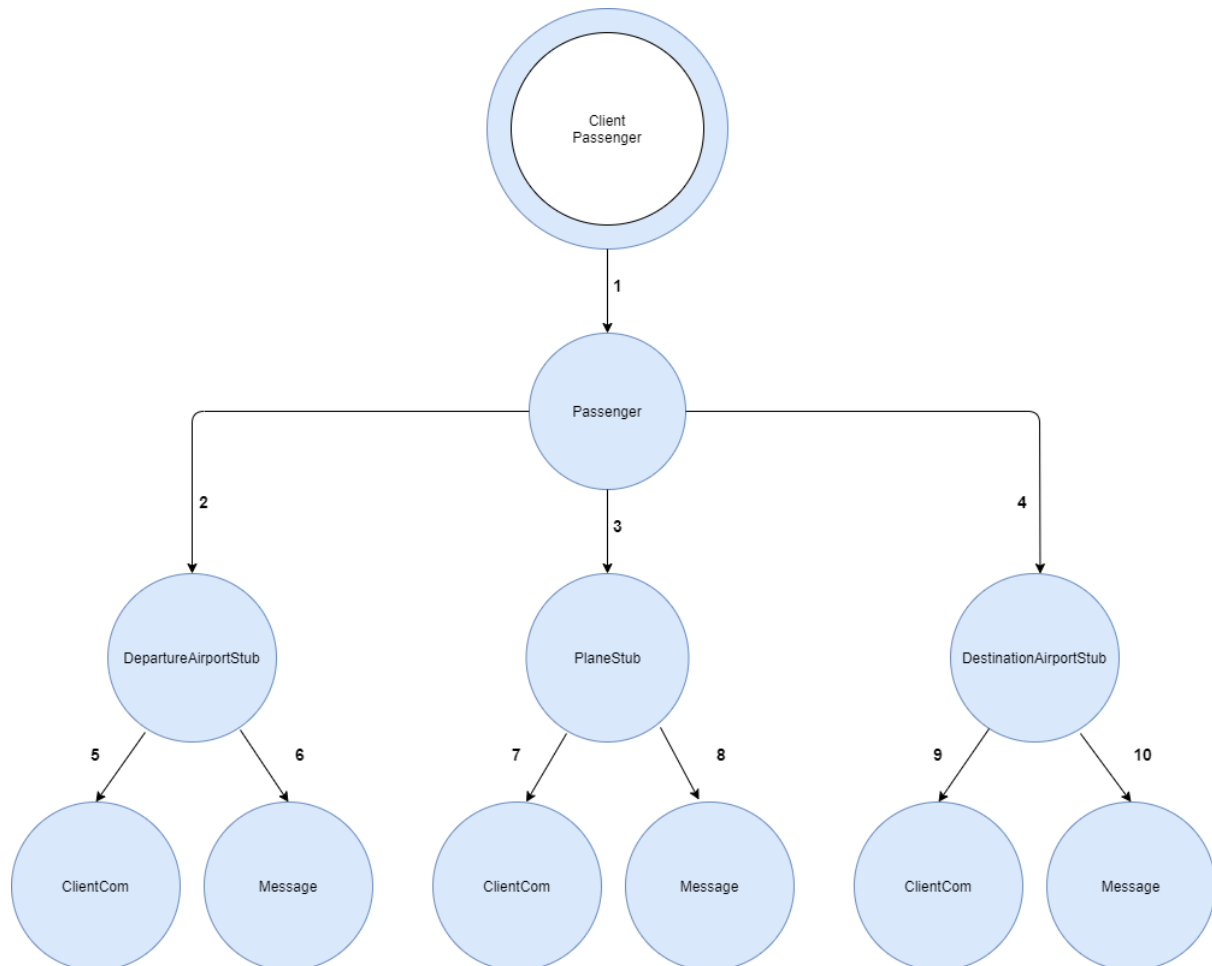 Client
Passenger
1
Passenger
2
3
4
DepartureAirportStub
PlaneStub
DestinationAirportStub
5
6
7
8
9
10
ClientCom
Message
ClientCom
Message
ClientCom
Message